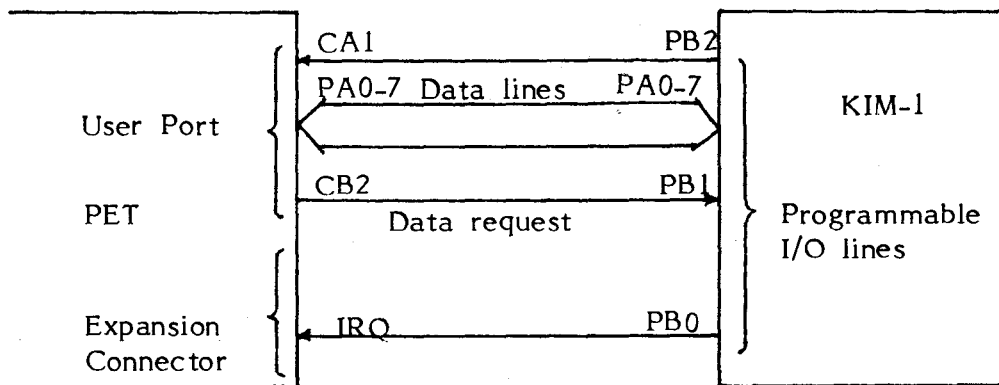 CA1 PB2
PA0-7 Data lines PA0-7
KIM-1
User Port
CB2 PB1
PET
Data request
Programmable
I/O lines
Expansion
Connector
IRQ PB0